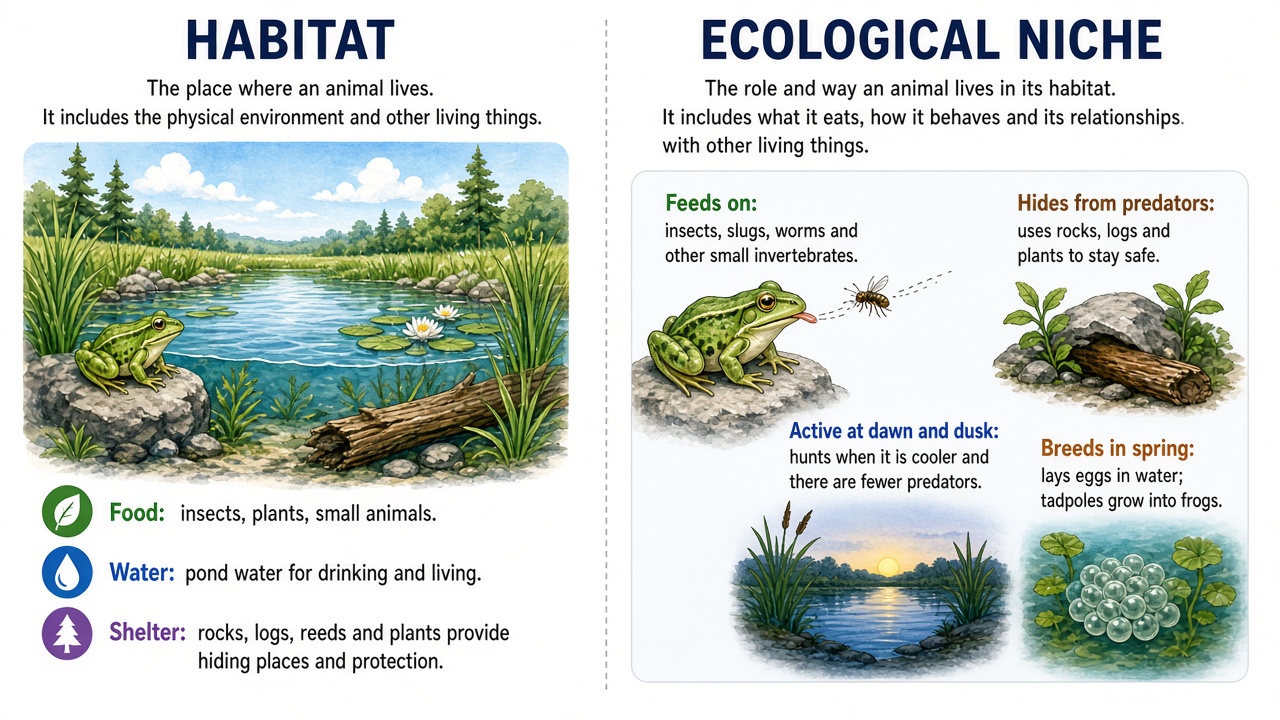 HABITAT
The place where an animal lives.
It includes the physical environment and other living things.
Food: insects, plants, small animals.
Water: pond water for drinking and living.
Shelter: rocks, logs, reeds and plants provide
hiding places and protection.
ECOLOGICAL NICHE
The role and way an animal lives in its habitat.
It includes what it eats, how it behaves and its relationships.
with other living things.
Feeds on:
insects, slugs, worms and
other small invertebrates.
Hides from predators:
uses rocks, logs and
plants to stay safe.
Active at dawn and dusk:
hunts when it is cooler and
there are fewer predators.
Breeds in spring:
lays eggs in water;
tadpoles grow into frogs.